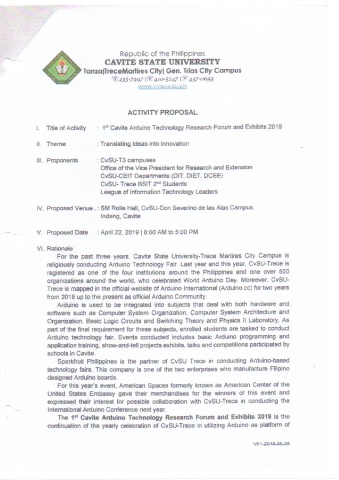 Republic of the Philippines
CAVITE STATE UNIVERSITY
Tanza|TreceMartires City| Gen. Trias City Campus
www.cvsu.edu.ph
ACTIVITY PROPOSAL
I. Title of Activity : 1st Cavite Arduino Technology Research Forum and Exhibits 2019
II. Theme : Translating Ideas into Innovation
III. Proponents : CvSU-T3 campuses
Office of the Vice President for Research and Extension
CvSU-CEIT Departments (DIT, DIET, DCEE)
CvSU- Trece BSIT 2nd Students
League of Information Technology Leaders
IV. Proposed Venue : SM Rolle Hall, CvSU-Don Severino de las Alas Campus,
Indang, Cavite
V. Proposed Date : April 22, 2019 | 8:00 AM to 5:00 PM
VI. Rationale
For the past three years, Cavite State University-Trece Martires City Campus is
religiously conducting Arduino Technology Fair. Last year and this year, CvSU-Trece is
registered as one of the four institutions around the Philippines and one over 500
organizations around the world, who celebrated World Arduino Day. Moreover, CvSU-
Trece is mapped in the official website of Arduino International (Arduino.cc) for two years
from 2018 up to the present as official Arduino Community.
Arduino is be integrated into subjects that deal with both hardware and
software such as Computer System Organization, Computer System Architecture and
Organization, Basic Logic Circuits and Switching Theory and Physics II Laboratory. As
part of the final requirement for these subjects, enrolled students are tasked to conduct
Arduino technology fair. Events conducted includes basic Arduino programming and
application training, show-and-tell projects exhibits, talks and competitions participated by
schools in Cavite.
Philippines is the partner of CvSU Trece in conducting Arduino-based
technology fairs. This company is one of the two enterprises who manufacture Filipino
designed Arduino boards.
For this year's event, American Spaces formerly known as American Center of the
United States Embassy gave their merchandises for the winners of this event and
expressed their interest for possible collaboration with CvSU-Trece in conducting the
International Arduino Conference next year.
The 1st Cavite Arduino Technology Research Forum and Exhibits 2019 is the
continuation of the yearly celebration of CvSU-Trece in utilizing Arduino as platform of